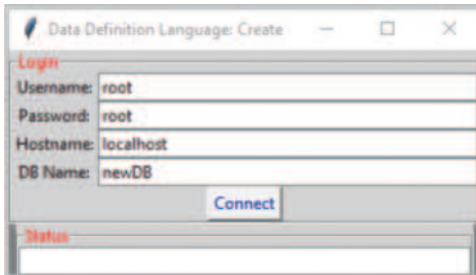 Data Definition Language: Create
Login
Username: root
Password: root
Hostname: localhost
DB Name: newDB
Connect
Status